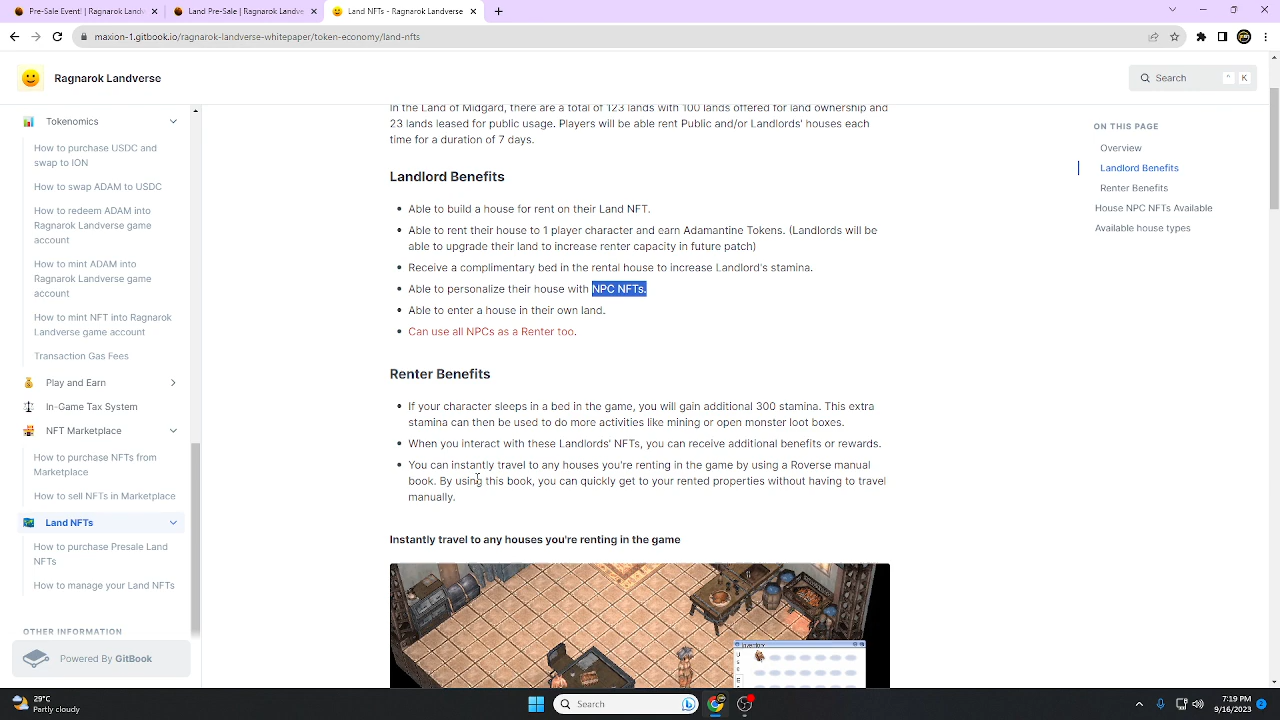 Pre-Sale Event | Ragnarok Landve
Land Pre-Sale | Ragnarok Landver
Land NFTs - Ragnarok Landverse
maxion-1.gitbook.io/ragnarok-landverse-whitepaper/token-economy/land-nfts
Ragnarok Landverse
Search
^
K
Tokenomics
How to purchase USDC and
swap to ION
How to swap ADAM to USDC
How to redeem ADAM into
Ragnarok Landverse game
account
How to mint ADAM into
Ragnarok Landverse game
account
How to mint NFT into Ragnarok
Landverse game account
Transaction Gas Fees
Play and Earn
In-Game Tax System
NFT Marketplace
How to purchase NFTs from
Marketplace
How to sell NFTs in Marketplace
Land NFTs
How to purchase Presale Land
NFTs
How to manage your Land NFTs
OTHER INFORMATION
Powered By GitBook
In the Land of Midgard, there are a total of 123 lands with 100 lands offered for land ownership and
23 lands leased for public usage. Players will be able rent Public and/or Landlords' houses each
time for a duration of 7 days.
Landlord Benefits
Able to build a house for rent on their Land NFT.
Able to rent their house to 1 player character and earn Adamantine Tokens. (Landlords will be
able to upgrade their land to increase renter capacity in future patch)
Receive a complimentary bed in the rental house to increase Landlord's stamina.
Able to personalize their house with NPC NFTs.
Able to enter a house in their own land.
Can use all NPCs as a Renter too.
Renter Benefits
If your character sleeps in a bed in the game, you will gain additional 300 stamina. This extra
stamina can then be used to do more activities like mining or open monster loot boxes.
When you interact with these Landlords' NFTs, you can receive additional benefits or rewards.
You can instantly travel to any houses you're renting in the game by using a Roverse manual
book. By using this book, you can quickly get to your rented properties without having to travel
manually.
Instantly travel to any houses you're renting in the game
ON THIS PAGE
Overview
Landlord Benefits
Renter Benefits
House NPC NFTs Available
Available house types
29°C
Partly cloudy
Search
7:19 PM
9/16/2023
2